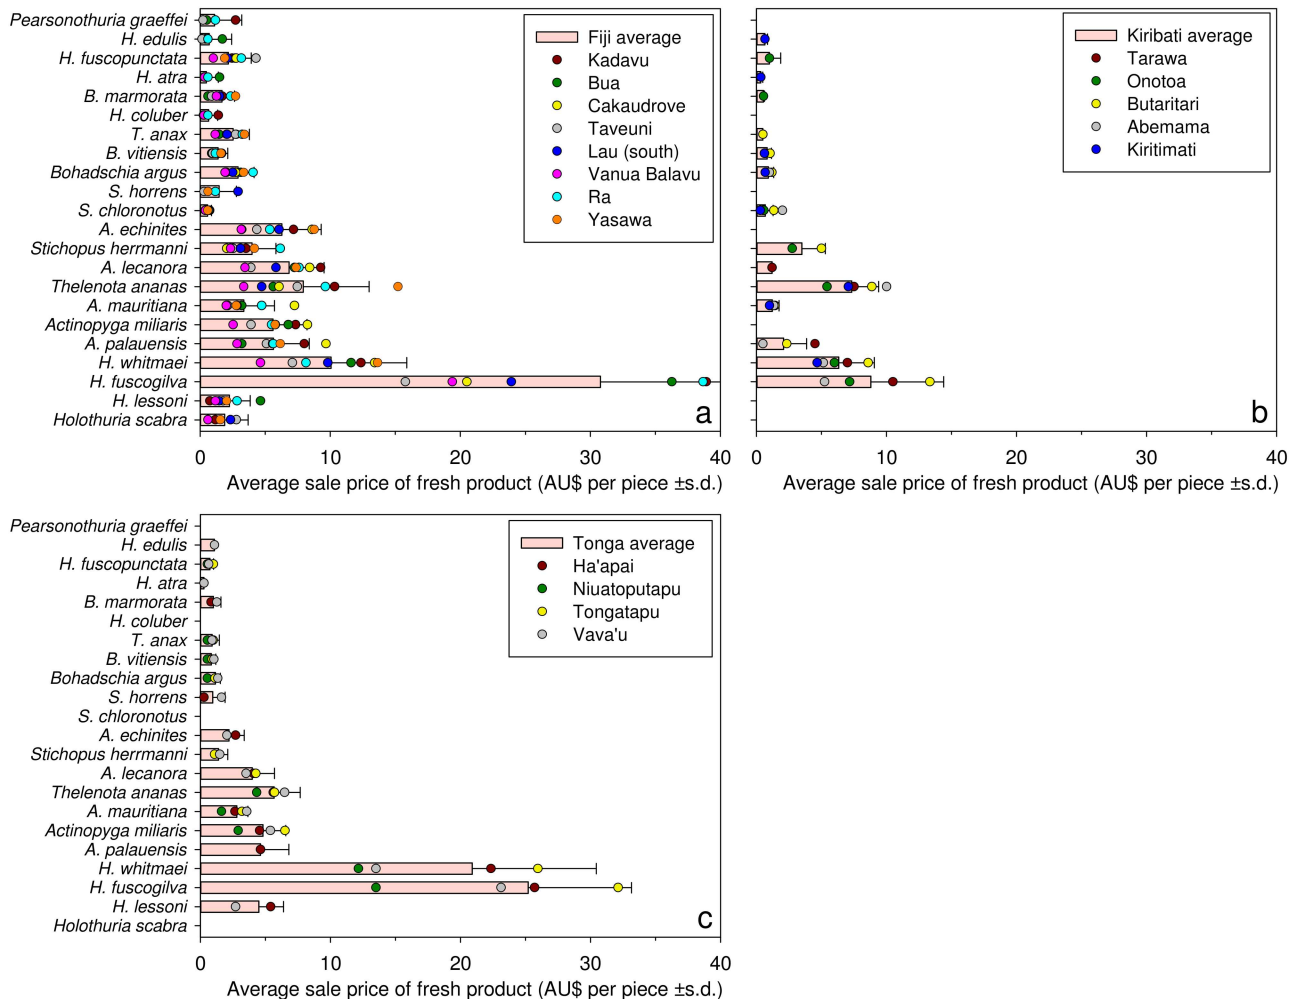 Pearsonothuria graeffei
H. edulis
H. fuscopunctata
H. atra
B. marmorata
H. coluber
T. anax
B. vitiensis
Bohadschia argus
S. horrens
S. chloronotus
A. echinites
Stichopus herrmanni
A. lecanora
Thelenota ananas
A. mauritiana
Actinopyga miliaris
A. palauensis
H. whitmaei
H. fuscogilva
H. lessoni
Holothuria scabra
Fiji average
Kadavu
Bua
Cakaudrove
Taveuni
Lau (south)
Vanua Balavu
Ra
Yasawa
a
0 10 20 30 40
Average sale price of fresh product (AU$ per piece ±s.d.)
Kiribati average
Tarawa
Onotoa
Butaritari
Abemama
Kiritimati
b
0 10 20 30 40
Average sale price of fresh product (AU$ per piece ±s.d.)
Pearsonothuria graeffei
H. edulis
H. fuscopunctata
H. atra
B. marmorata
H. coluber
T. anax
B. vitiensis
Bohadschia argus
S. horrens
S. chloronotus
A. echinites
Stichopus herrmanni
A. lecanora
Thelenota ananas
A. mauritiana
Actinopyga miliaris
A. palauensis
H. whitmaei
H. fuscogilva
H. lessoni
Holothuria scabra
Tonga average
Ha'apai
Niuatoputapu
Tongatapu
Vava'u
c
0 10 20 30 40
Average sale price of fresh product (AU$ per piece ±s.d.)